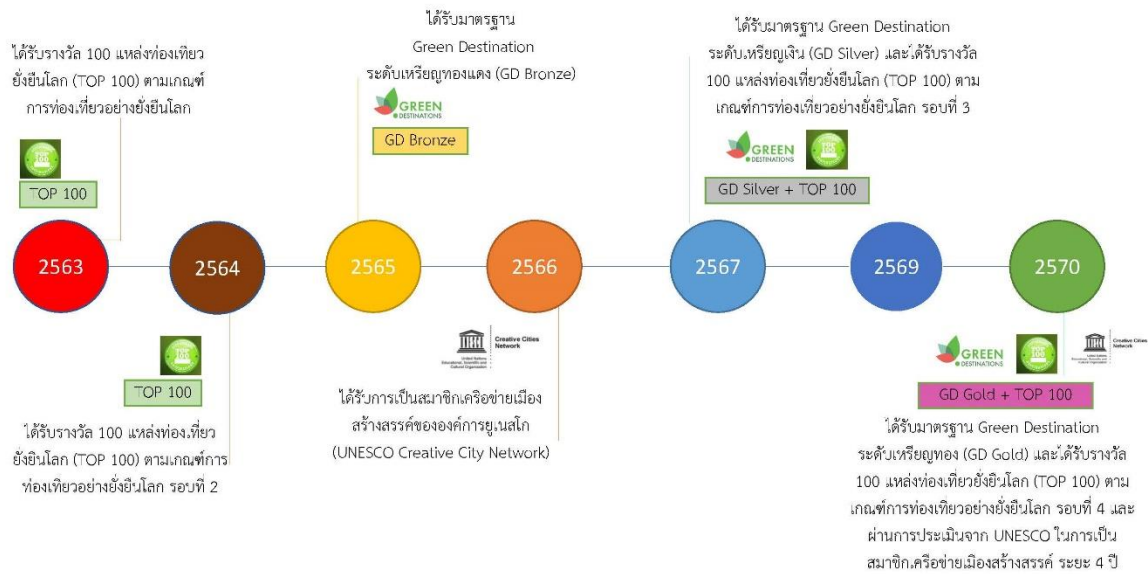 ได้รับรางวัล 100 แหล่งท่องเที่ยว
ยั่งยืนโลก (TOP 100) ตามเกณฑ์
การท่องเที่ยวอย่างยั่งยืนโลก
TOP 100
TOP 100
ได้รับมาตรฐาน
Green Destination
ระดับเหรียญทองแดง (GD Bronze)
GREEN
DESTINATIONS
GD Bronze
ได้รับมาตรฐาน Green Destination
ระดับเหรียญเงิน (GD Silver) และได้รับรางวัล
100 แหล่งท่องเที่ยวยั่งยืนโลก (TOP 100) ตาม
เกณฑ์การท่องเที่ยวอย่างยั่งยืนโลก รอบที่ 3
GREEN
DESTINATIONS
TOP 100
GD Silver + TOP 100
2563
2564
2565
2566
2567
2569
2570
TOP 100
TOP 100
ได้รับรางวัล 100 แหล่งท่องเที่ยว
ยั่งยืนโลก (TOP 100) ตามเกณฑ์การ
ท่องเที่ยวอย่างยั่งยืนโลก รอบที่ 2
United Nations
Educational, Scientific and
Cultural Organization
Creative Cities
Network
ได้รับการเป็นสมาชิกเครือข่ายเมือง
สร้างสรรค์ขององค์การยูเนสโก
(UNESCO Creative City Network)
GREEN
DESTINATIONS
TOP 100
Creative Cities
Network
GD Gold + TOP 100
ได้รับมาตรฐาน Green Destination
ระดับเหรียญทอง (GD Gold) และได้รับรางวัล
100 แหล่งท่องเที่ยวยั่งยืนโลก (TOP 100) ตาม
เกณฑ์การท่องเที่ยวอย่างยั่งยืนโลก รอบที่ 4 และ
ผ่านการประเมินจาก UNESCO ในการเป็น
สมาชิกเครือข่ายเมืองสร้างสรรค์ ระยะ 4 ปี